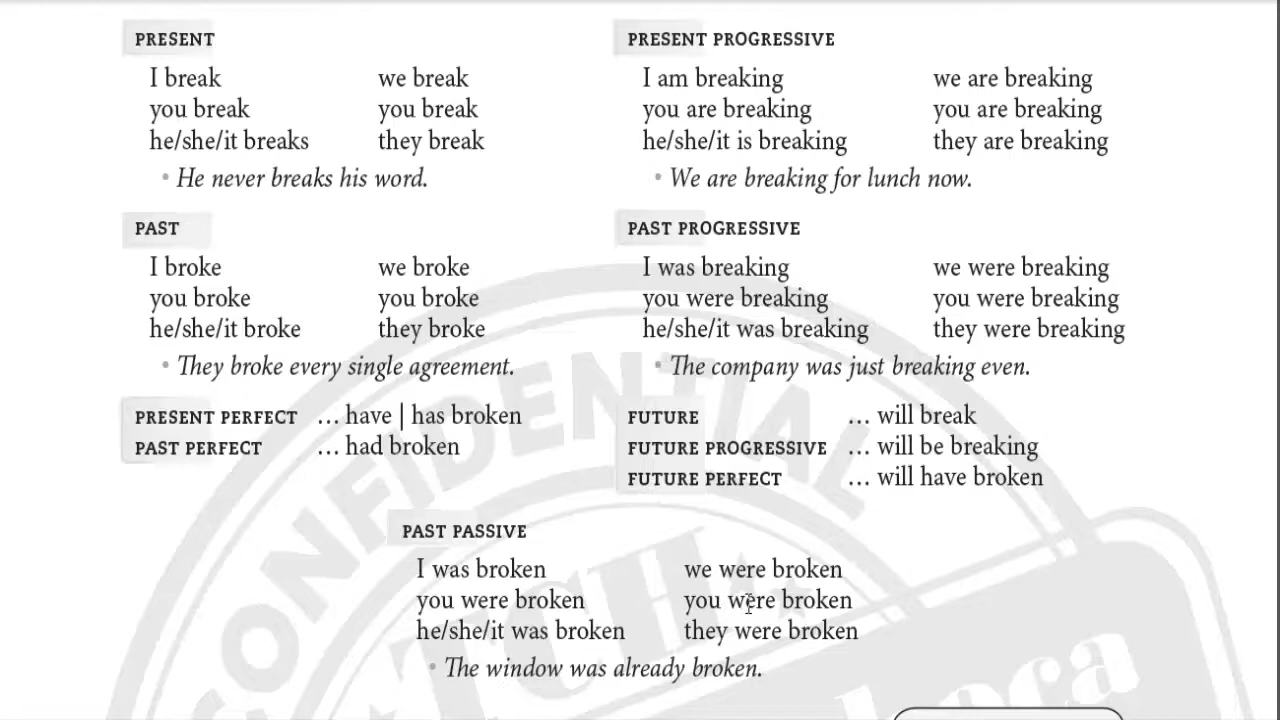 PRESENT
I break we break
you break you break
he/she/it breaks they break
• He never breaks his word.
PRESENT PROGRESSIVE
I am breaking we are breaking
you are breaking you are breaking
he/she/it is breaking they are breaking
• We are breaking for lunch now.
PAST
I broke we broke
you broke you broke
he/she/it broke they broke
• They broke every single agreement.
PAST PROGRESSIVE
I was breaking we were breaking
you were breaking you were breaking
he/she/it was breaking they were breaking
• The company was just breaking even.
PRESENT PERFECT … have | has broken
PAST PERFECT … had broken
FUTURE … will break
FUTURE PROGRESSIVE … will be breaking
FUTURE PERFECT … will have broken
PAST PASSIVE
I was broken we were broken
you were broken you were broken
he/she/it was broken they were broken
• The window was already broken.
CONFIDENTIAL